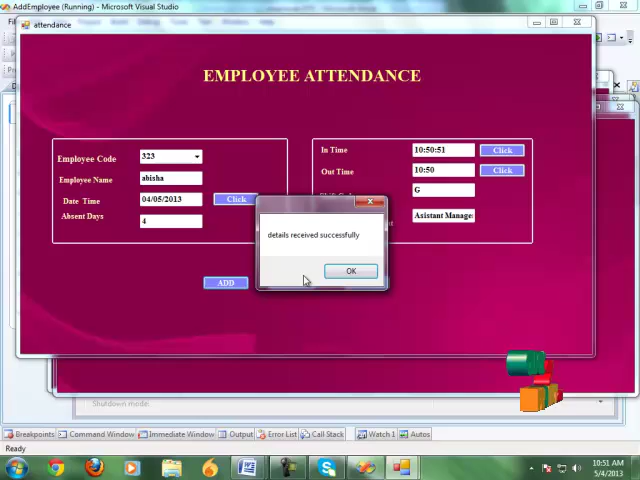 AddEmployee (Running) - Microsoft Visual Studio
attendance
EMPLOYEE ATTENDANCE
Employee Code 323
Employee Name abisha
Date Time 04/05/2013 Click
Absent Days 4
In Time 10:50:51 Click
Out Time 10:50 Click
G
Asistant Manage
details received successfully
OK
ADD
Shutdown mode:
Breakpoints Command Window Immediate Window Output Error List Call Stack Watch 1 Autos
Ready
10:51 AM
5/4/2013